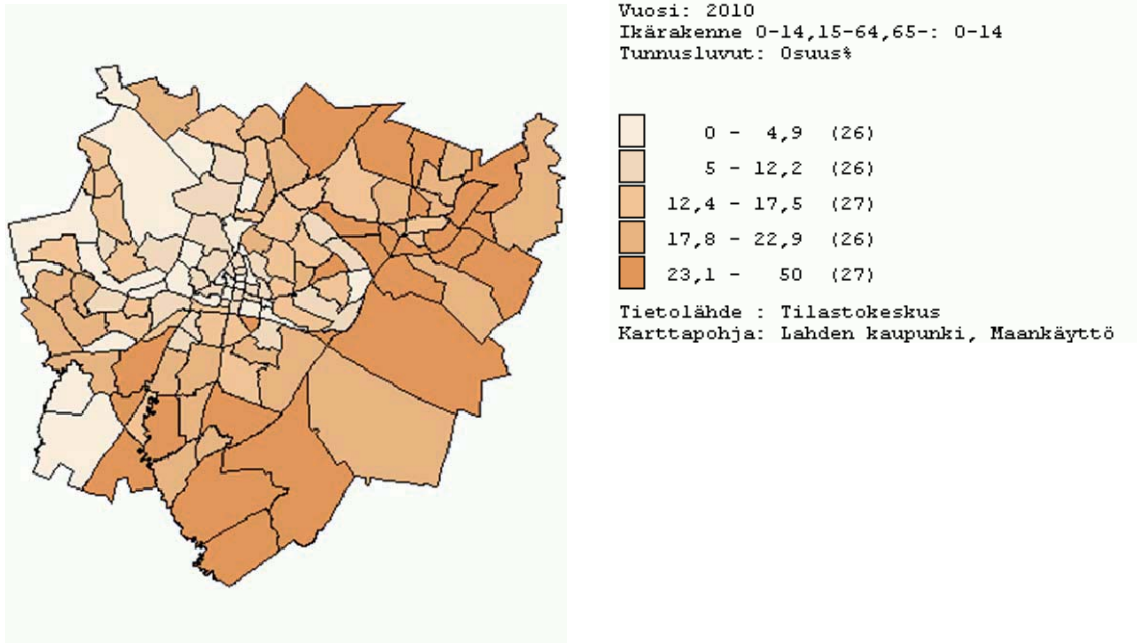 Vuosi: 2010
Ikärakenne 0-14,15-64,65-: 0-14
Tunnusluvut: Osuus%
0 - 4,9 (26)
5 - 12,2 (26)
12,4 - 17,5 (27)
17,8 - 22,9 (26)
23,1 - 50 (27)
Tietolähde : Tilastokeskus
Karttapohja: Lahden kaupunki, Maankäyttö